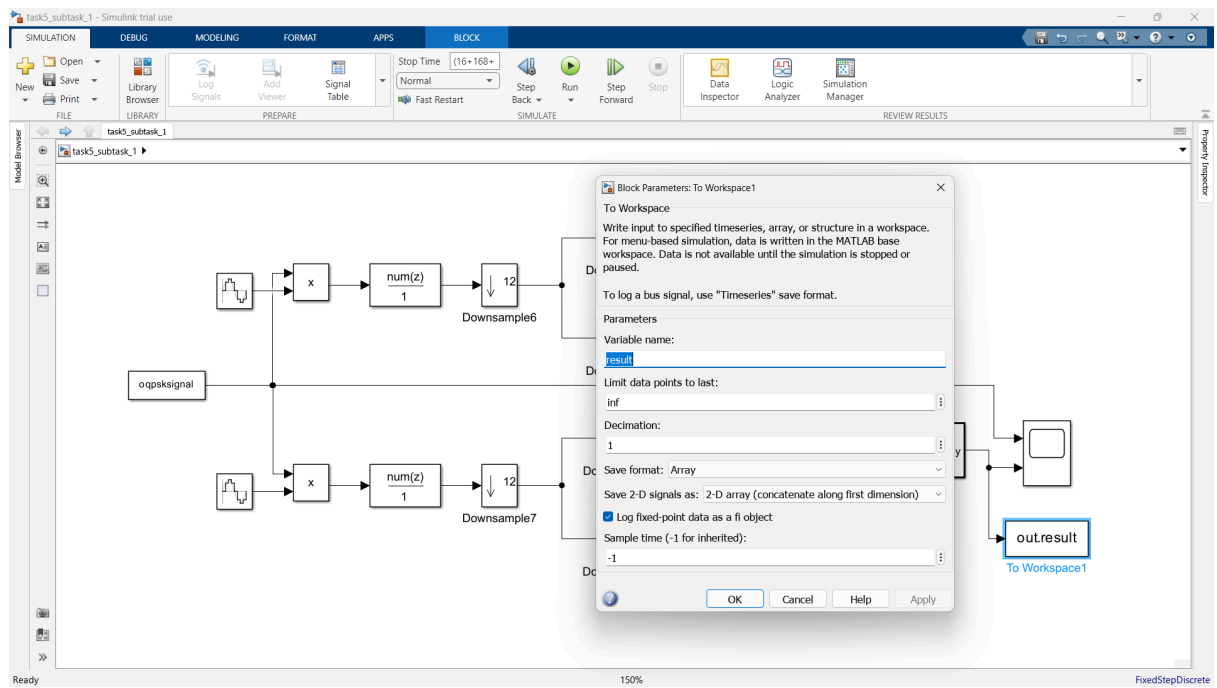 task5_subtask_1 - Simulink trial use
SIMULATION DEBUG MODELING FORMAT APPS BLOCK
New
Open
Save
Print
FILE
Library Browser
LIBRARY
Log Signals
Add Viewer
Signal Table
PREPARE
Stop Time (16+168+
Normal
Fast Restart
Step Back
Run
Step Forward
Stop
SIMULATE
Data Inspector
Logic Analyzer
Simulation Manager
REVIEW RESULTS
Model Browser
task5_subtask_1
task5_subtask_1
Property Inspector
x
num(z)
1
12
Downsample6
Do
Do
oqpsksignal
x
num(z)
1
12
Downsample7
Do
Do
Block Parameters: To Workspace1
To Workspace
Write input to specified timeseries, array, or structure in a workspace.
For menu-based simulation, data is written in the MATLAB base
workspace. Data is not available until the simulation is stopped or
paused.
To log a bus signal, use "Timeseries" save format.
Parameters
Variable name:
result
Limit data points to last:
inf
Decimation:
1
Save format: Array
Save 2-D signals as: 2-D array (concatenate along first dimension)
Log fixed-point data as a fi object
Sample time (-1 for inherited):
-1
OK Cancel Help Apply
y
out.result
To Workspace1
Ready
150%
FixedStepDiscrete